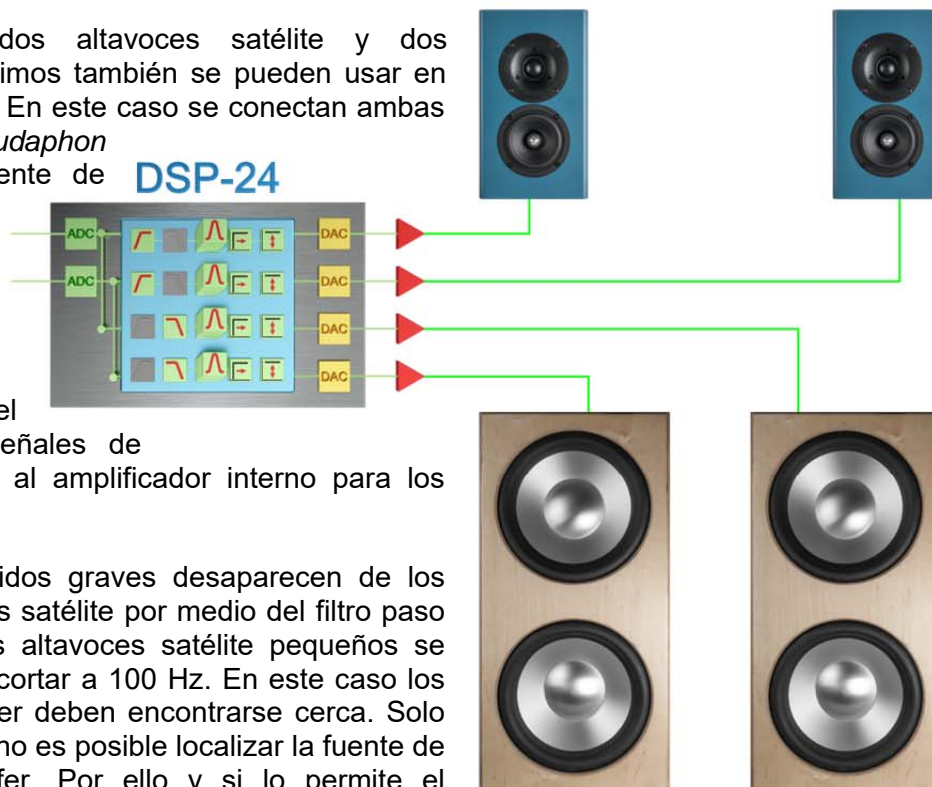 dos altavoces satélite y dos
imos también se pueden usar en
En este caso se conectan ambas
udaphon
ente de
DSP-24
ADC DAC
ADC DAC
DAC
DAC
el
eñales de
al amplificador interno para los
idos graves desaparecen de los
s satélite por medio del filtro paso
s altavoces satélite pequeños se
cortar a 100 Hz. En este caso los
er deben encontrarse cerca. Solo
no es posible localizar la fuente de
fer. Por ello y si lo permite el